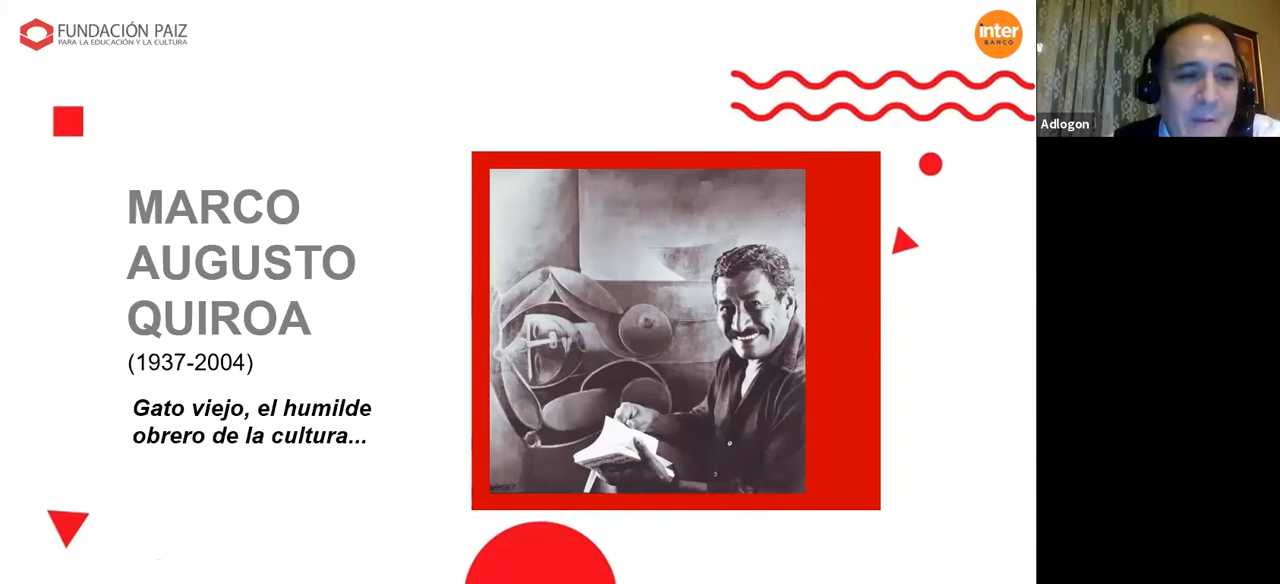 FUNDACIÓN PAIZ
PARA LA EDUCACIÓN Y LA CULTURA
inter
BANCO
Adlogon
MARCO
AUGUSTO
QUIROA
(1937-2004)
Gato viejo, el humilde
obrero de la cultura...